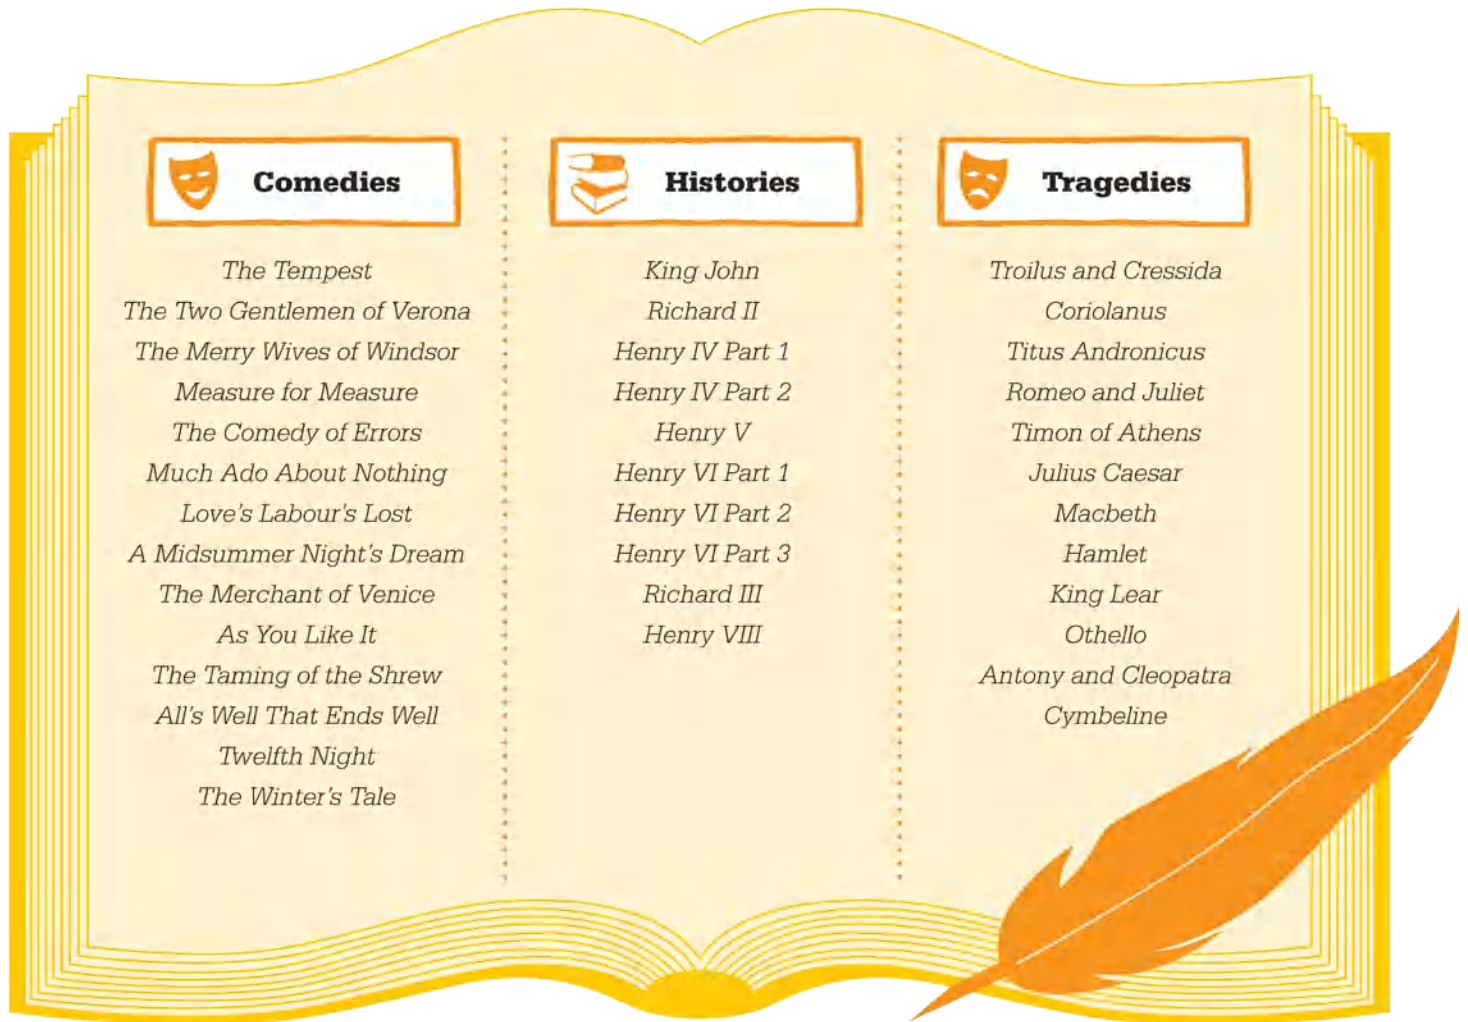 Comedies
The Tempest
The Two Gentlemen of Verona
The Merry Wives of Windsor
Measure for Measure
The Comedy of Errors
Much Ado About Nothing
Love's Labour's Lost
A Midsummer Night's Dream
The Merchant of Venice
As You Like It
The Taming of the Shrew
All's Well That Ends Well
Twelfth Night
The Winter's Tale
Histories
King John
Richard II
Henry IV Part 1
Henry IV Part 2
Henry V
Henry VI Part 1
Henry VI Part 2
Henry VI Part 3
Richard III
Henry VIII
Tragedies
Troilus and Cressida
Coriolanus
Titus Andronicus
Romeo and Juliet
Timon of Athens
Julius Caesar
Macbeth
Hamlet
King Lear
Othello
Antony and Cleopatra
Cymbeline